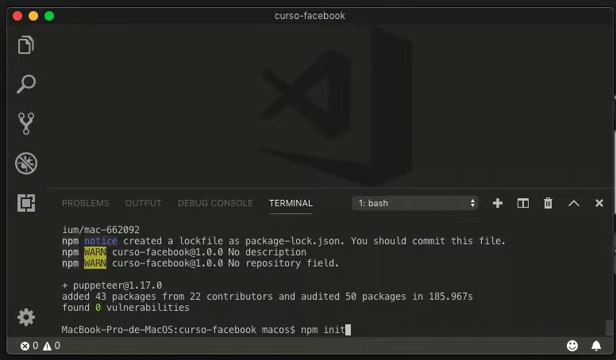 curso-facebook
PROBLEMS OUTPUT DEBUG CONSOLE TERMINAL 1: bash
ium/mac-662092
npm notice created a lockfile as package-lock.json. You should commit this file.
npm WARN curso-facebook@1.0.0 No description
npm WARN curso-facebook@1.0.0 No repository field.
+ puppeteer@1.17.0
added 43 packages from 22 contributors and audited 50 packages in 185.967s
found 0 vulnerabilities
MacBook-Pro-de-MacOS:curso-facebook macos$ npm init
0 0